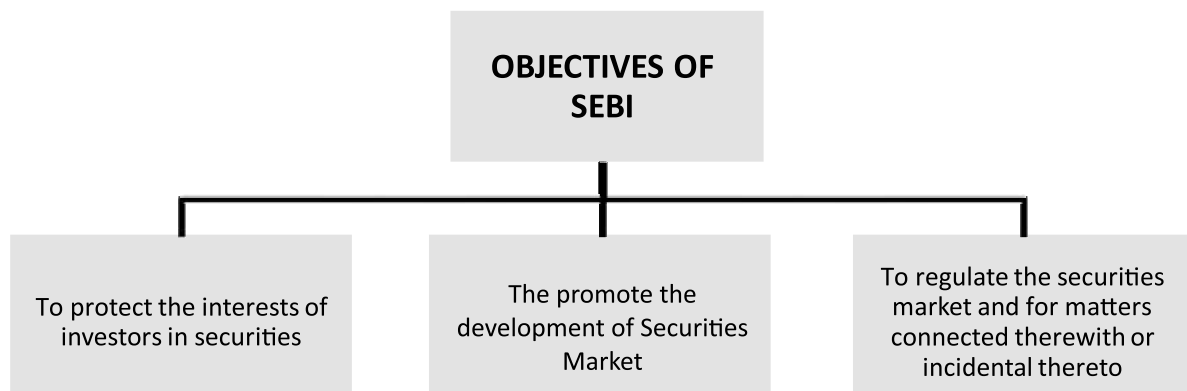 OBJECTIVES OF
SEBI
To protect the interests of
investors in securities
The promote the
development of Securities
Market
To regulate the securities
market and for matters
connected therewith or
incidental thereto